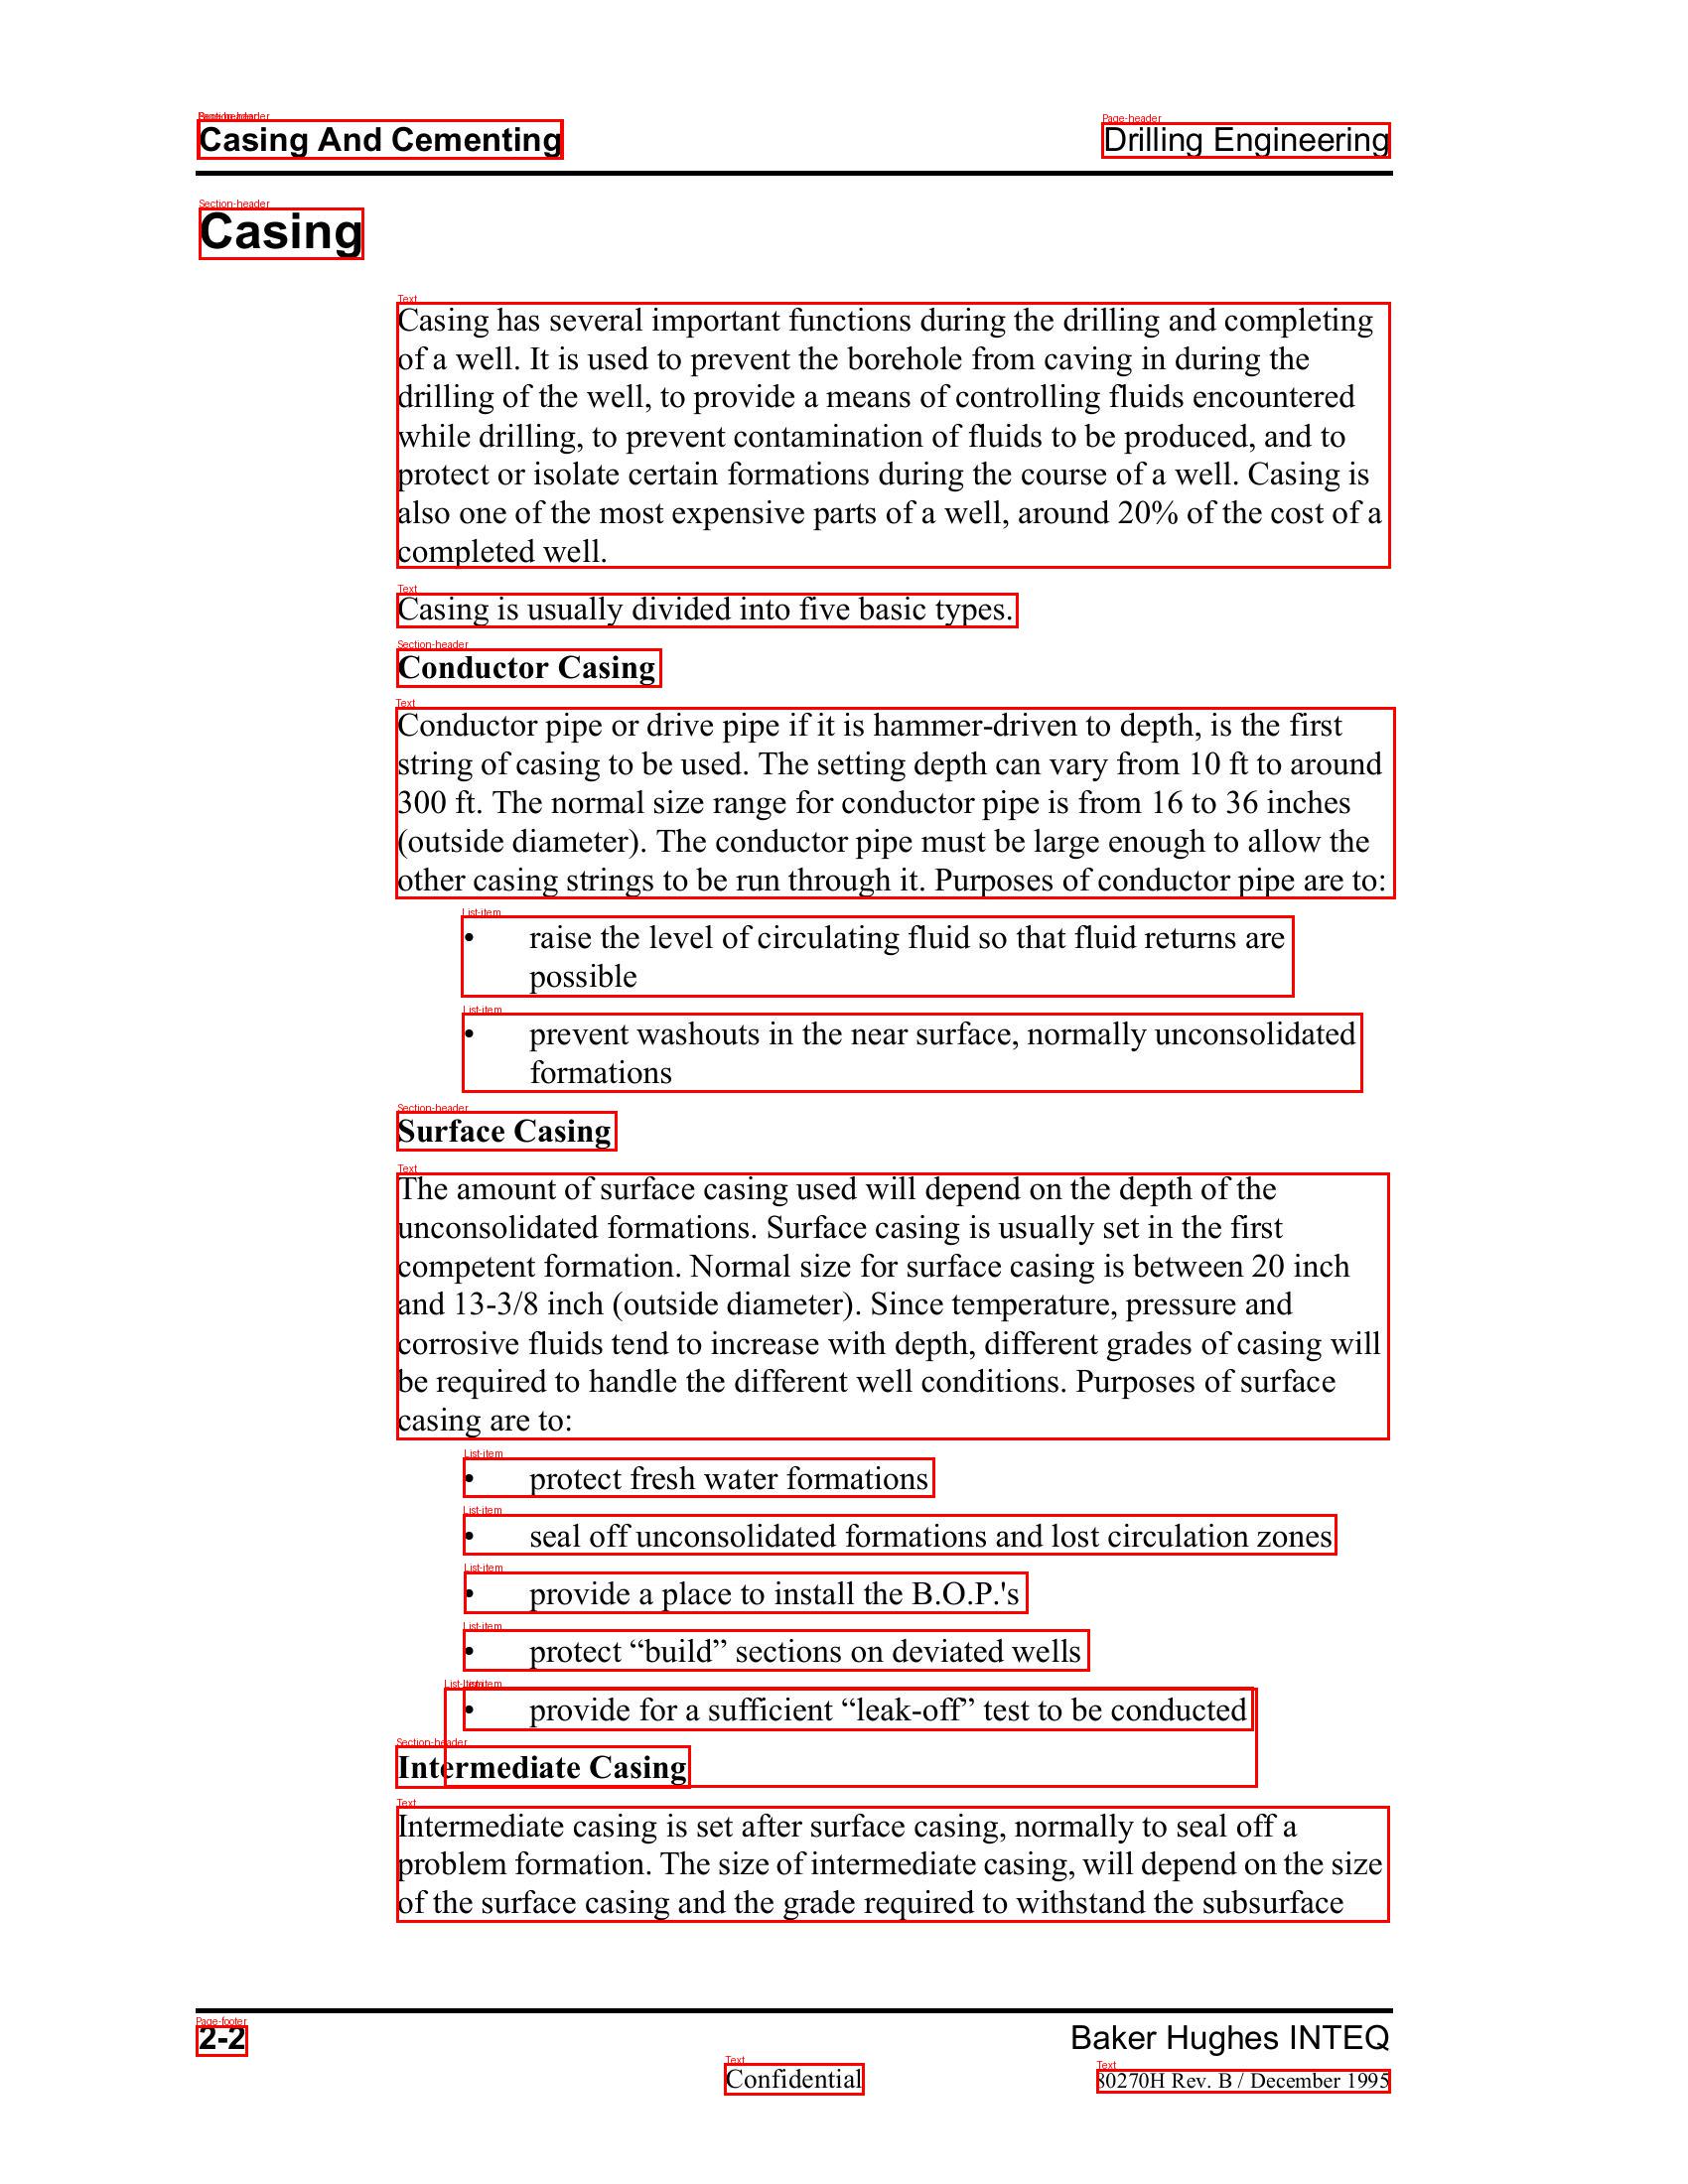 Casing And Cementing
Drilling Engineering
Casing
Casing has several important functions during the drilling and completing
of a well. It is used to prevent the borehole from caving in during the
drilling of the well, to provide a means of controlling fluids encountered
while drilling, to prevent contamination of fluids to be produced, and to
protect or isolate certain formations during the course of a well. Casing is
also one of the most expensive parts of a well, around 20% of the cost of a
completed well.
Casing is usually divided into five basic types.
Conductor Casing
Conductor pipe or drive pipe if it is hammer-driven to depth, is the first
string of casing to be used. The setting depth can vary from 10 ft to around
300 ft. The normal size range for conductor pipe is from 16 to 36 inches
(outside diameter). The conductor pipe must be large enough to allow the
other casing strings to be run through it. Purposes of conductor pipe are to:
• raise the level of circulating fluid so that fluid returns are
possible
• prevent washouts in the near surface, normally unconsolidated
formations
Surface Casing
The amount of surface casing used will depend on the depth of the
unconsolidated formations. Surface casing is usually set in the first
competent formation. Normal size for surface casing is between 20 inch
and 13-3/8 inch (outside diameter). Since temperature, pressure and
corrosive fluids tend to increase with depth, different grades of casing will
be required to handle the different well conditions. Purposes of surface
casing are to:
• protect fresh water formations
• seal off unconsolidated formations and lost circulation zones
• provide a place to install the B.O.P.'s
• protect “build” sections on deviated wells
• provide for a sufficient “leak-off” test to be conducted
Intermediate Casing
Intermediate casing is set after surface casing, normally to seal off a
problem formation. The size of intermediate casing, will depend on the size
of the surface casing and the grade required to withstand the subsurface
2-2
Baker Hughes INTEQ
Confidential
80270H Rev. B / December 1995